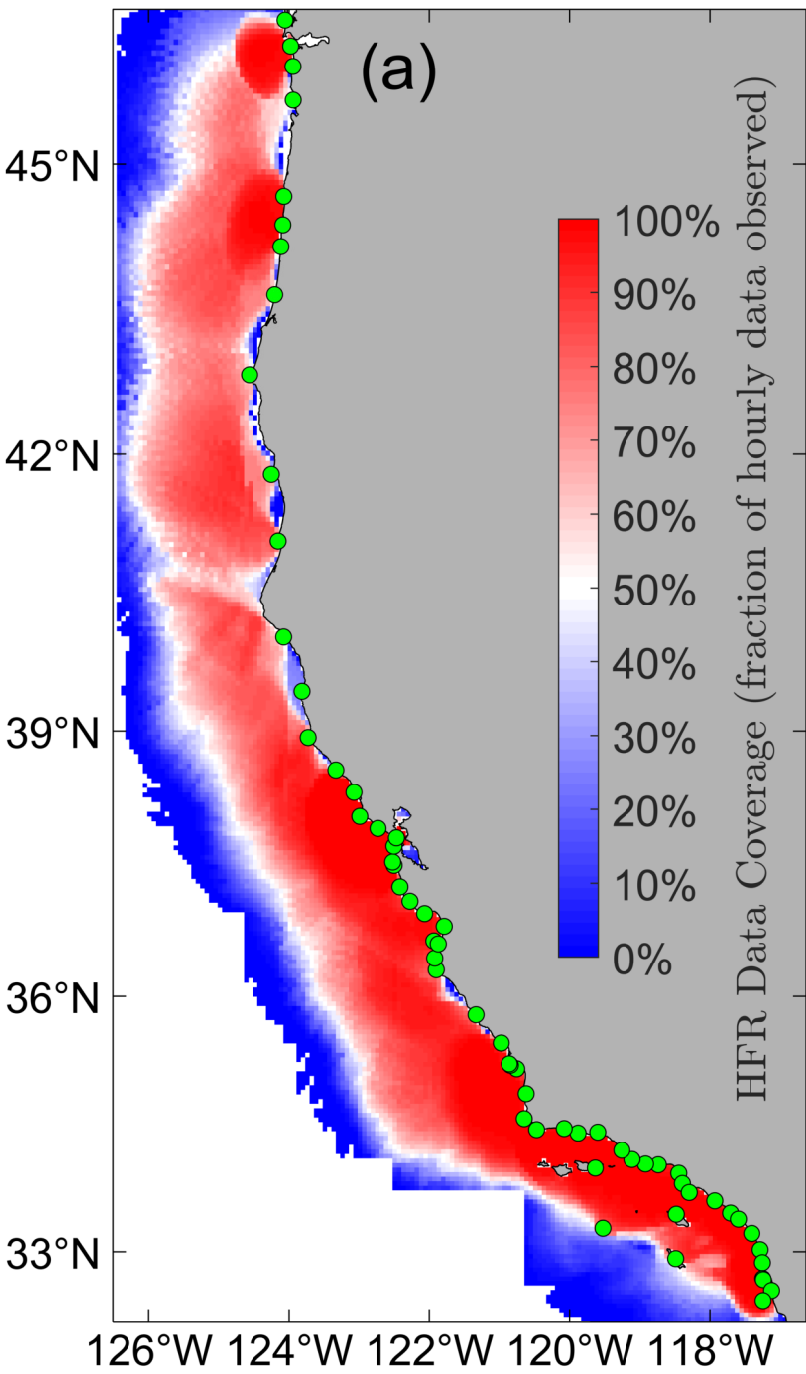 (a)
45°N
42°N
39°N
36°N
33°N
100%
90%
80%
70%
60%
50%
40%
30%
20%
10%
0%
HFR Data Coverage (fraction of hourly data observed)
126°W 124°W 122°W 120°W 118°W